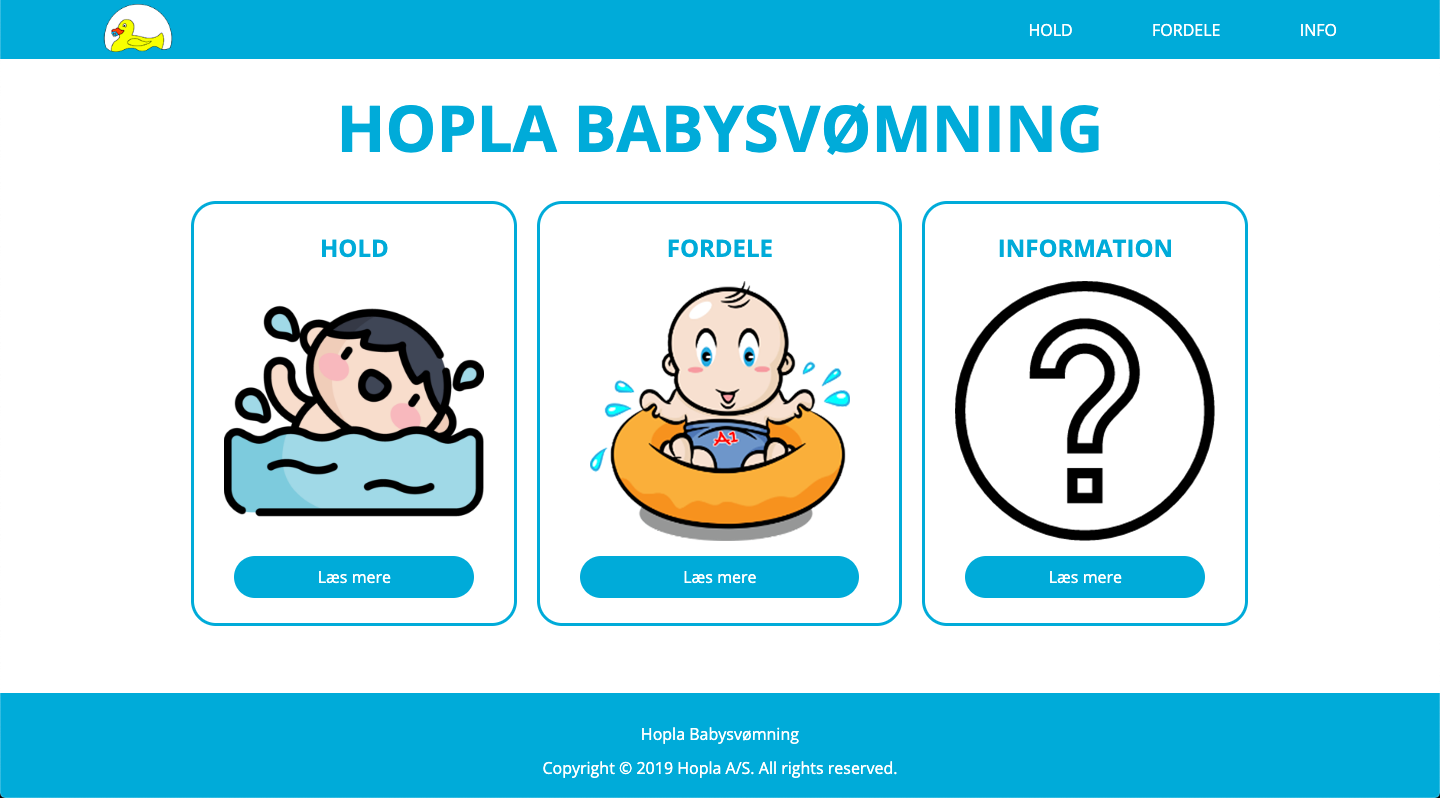 HOLD
FORDELE
INFO
HOPLA BABYSVØMNING
HOLD
FORDELE
INFORMATION
A1
Læs mere
Læs mere
Læs mere
Hopla Babysvømning
Copyright © 2019 Hopla A/S. All rights reserved.